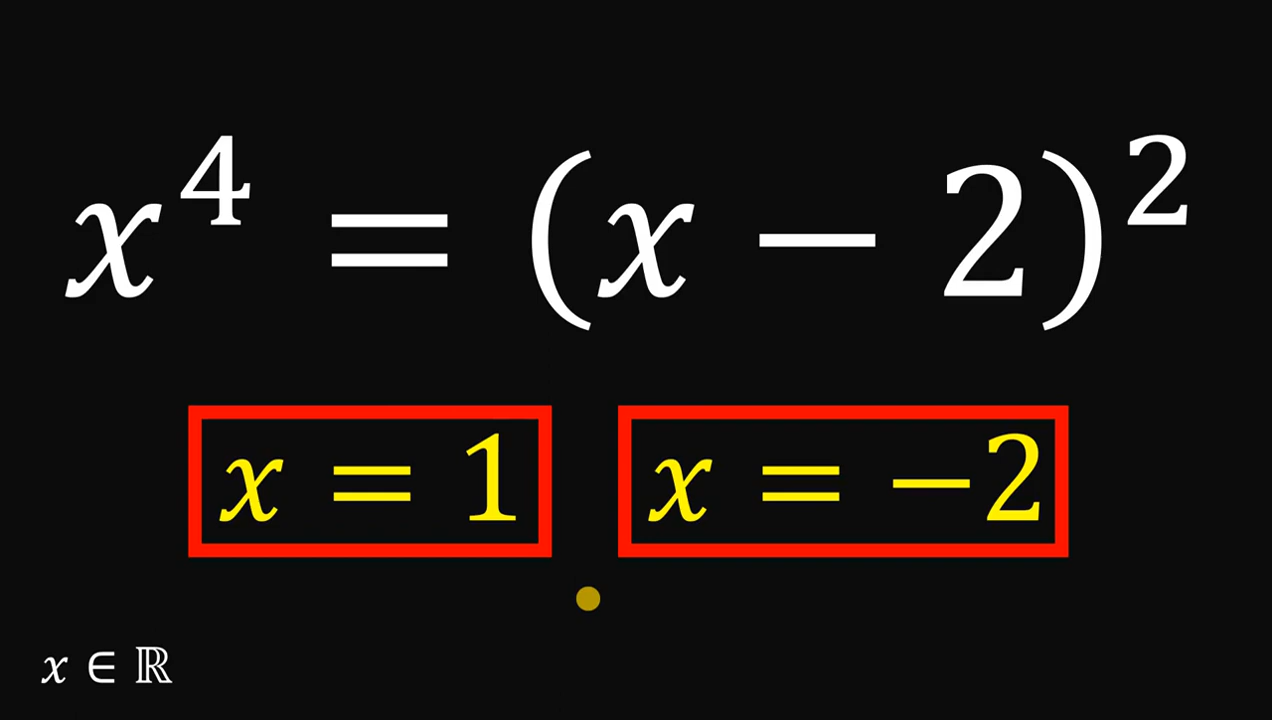 x⁴ = (x − 2)²
x = 1 x = −2
x ∈ ℝ